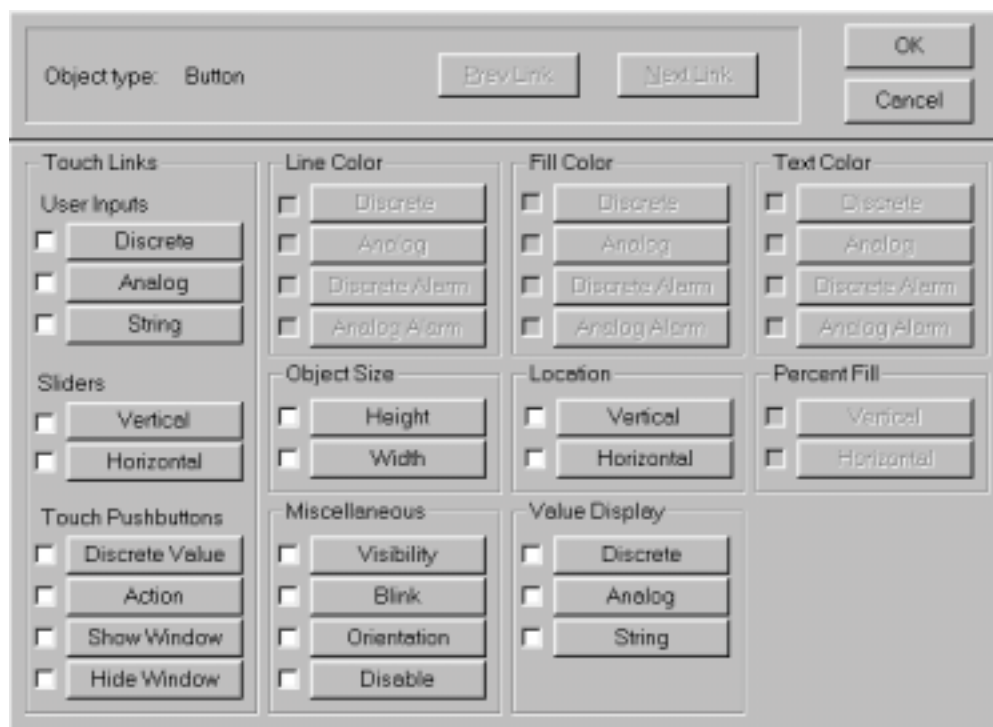 Object type: Button
Prev Link
Next Link
OK
Cancel
Touch Links
User Inputs
Discrete
Analog
String
Sliders
Vertical
Horizontal
Touch Pushbuttons
Discrete Value
Action
Show Window
Hide Window
Line Color
Discrete
Analog
Discrete Alarm
Analog Alarm
Object Size
Height
Width
Miscellaneous
Visibility
Blink
Orientation
Disable
Fill Color
Discrete
Analog
Discrete Alarm
Analog Alarm
Location
Vertical
Horizontal
Value Display
Discrete
Analog
String
Text Color
Discrete
Analog
Discrete Alarm
Analog Alarm
Percent Fill
Vertical
Horizontal